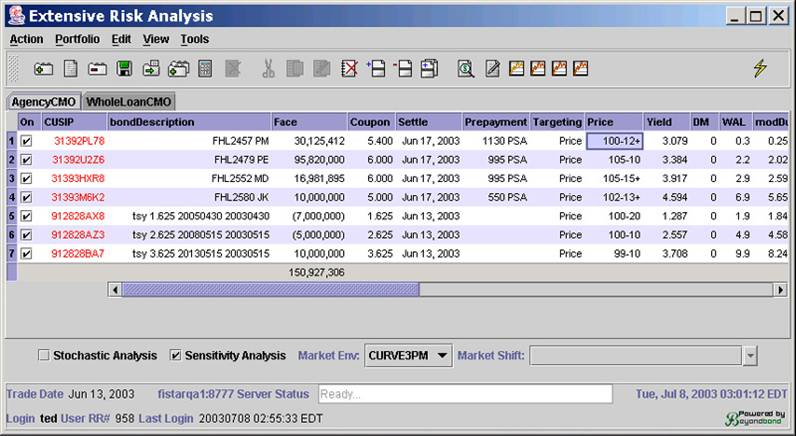 Extensive Risk Analysis
Action Portfolio Edit View Tools
AgencyCMO WholeLoanCMO
On CUSIP bondDescription Face Coupon Settle Prepayment Targeting Price Yield DM WAL modDu
1 31392PL78 FHL2457 PM 30,125,412 5.400 Jun 17, 2003 1130 PSA Price 100-12+ 3.079 0 0.3 0.25
2 31392U2Z6 FHL2479 PE 95,820,000 6.000 Jun 17, 2003 995 PSA Price 105-10 3.384 0 2.2 2.02
3 31393HXR8 FHL2552 MD 16,981,895 6.000 Jun 17, 2003 995 PSA Price 105-15+ 3.917 0 2.9 2.59
4 31393M6K2 FHL2580 JK 10,000,000 5.000 Jun 17, 2003 550 PSA Price 102-13+ 4.594 0 6.9 5.65
5 912828AX8 tsy 1.625 20050430 20030430 (7,000,000) 1.625 Jun 13, 2003 Price 100-20 1.287 0 1.9 1.84
6 912828AZ3 tsy 2.625 20080515 20030515 (5,000,000) 2.625 Jun 13, 2003 Price 100-10 2.557 0 4.9 4.58
7 912828BA7 tsy 3.625 20130515 20030515 10,000,000 3.625 Jun 13, 2003 Price 99-10 3.708 0 9.9 8.24
150,927,306
Stochastic Analysis Sensitivity Analysis Market Env: CURVE3PM Market Shift:
Trade Date Jun 13, 2003 fistarqa1:8777 Server Status Ready... Tue, Jul 8, 2003 03:01:12 EDT
Login ted User RR# 958 Last Login 20030708 02:55:33 EDT
Powered by
Beyondbond